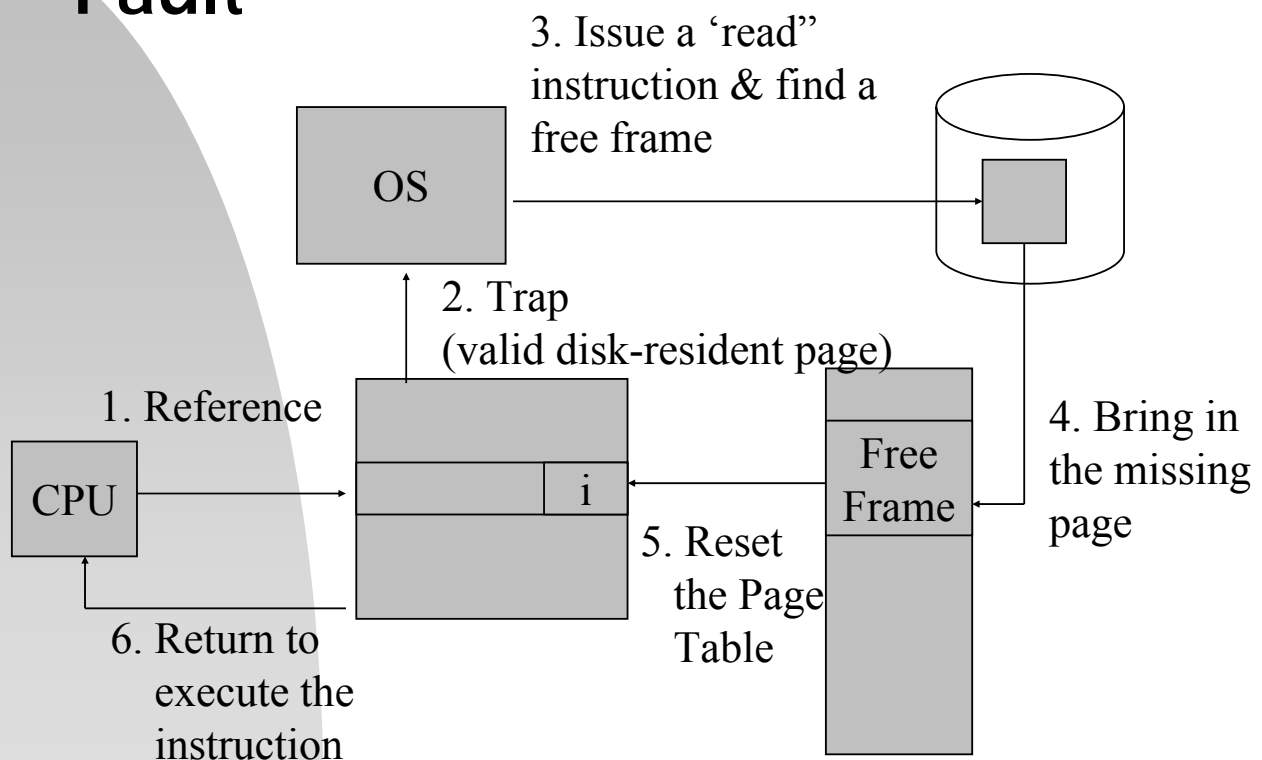 Fault
3. Issue a ‘read”
instruction & find a
free frame
OS
2. Trap
(valid disk-resident page)
1. Reference
CPU
i
Free
Frame
4. Bring in
the missing
page
5. Reset
the Page
Table
6. Return to
execute the
instruction